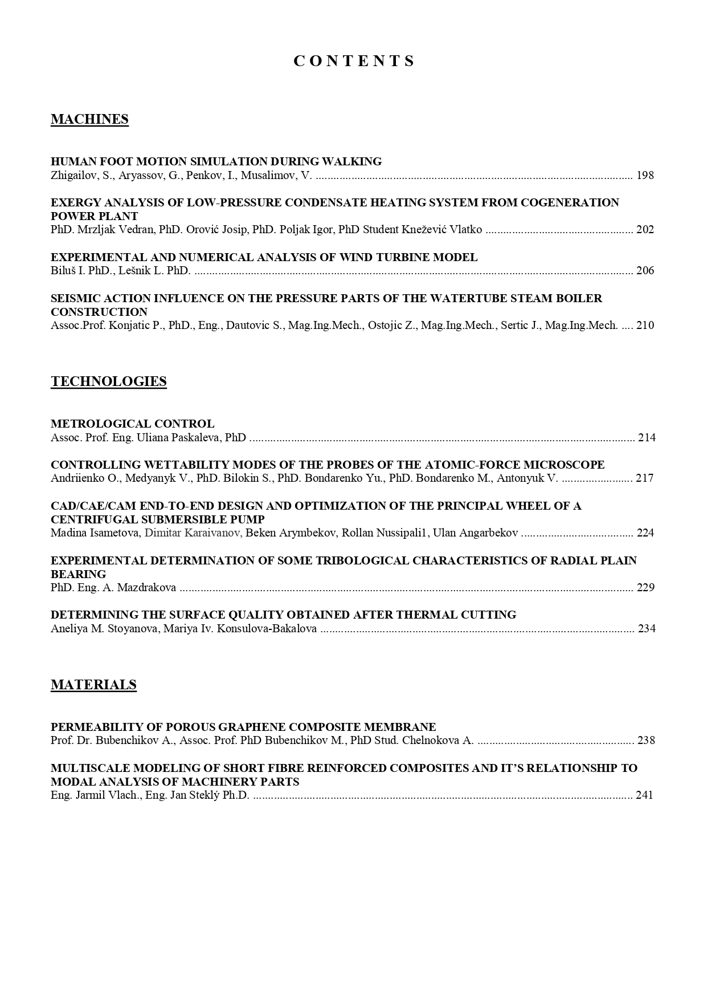 C O N T E N T S
MACHINES
HUMAN FOOT MOTION SIMULATION DURING WALKING
Zhigailov, S., Aryassov, G., Penkov, I., Musalimov, V. .......................................................................................................... 198
EXERGY ANALYSIS OF LOW-PRESSURE CONDENSATE HEATING SYSTEM FROM COGENERATION
POWER PLANT
PhD. Mrzljak Vedran, PhD. Orović Josip, PhD. Poljak Igor, PhD Student Knežević Vlatko .................................................. 202
EXPERIMENTAL AND NUMERICAL ANALYSIS OF WIND TURBINE MODEL
Biluš I. PhD., Lešnik L. PhD. .................................................................................................................................................... 206
SEISMIC ACTION INFLUENCE ON THE PRESSURE PARTS OF THE WATERTUBE STEAM BOILER
CONSTRUCTION
Assoc.Prof. Konjatic P., PhD., Eng., Dautovic S., Mag.Ing.Mech., Ostojic Z., Mag.Ing.Mech., Sertic J., Mag.Ing.Mech. .... 210
TECHNOLOGIES
METROLOGICAL CONTROL
Assoc. Prof. Eng. Uliana Paskaleva, PhD .................................................................................................................................. 214
CONTROLLING WETTABILITY MODES OF THE PROBES OF THE ATOMIC-FORCE MICROSCOPE
Andriienko O., Medyanyk V., PhD. Bilokin S., PhD. Bondarenko Yu., PhD. Bondarenko M., Antonyuk V. ........................ 217
CAD/CAE/CAM END-TO-END DESIGN AND OPTIMIZATION OF THE PRINCIPAL WHEEL OF A
CENTRIFUGAL SUBMERSIBLE PUMP
Madina Isametova, Dimitar Karaivanov, Beken Arymbekov, Rollan Nussipali1, Ulan Angarbekov ...................................... 224
EXPERIMENTAL DETERMINATION OF SOME TRIBOLOGICAL CHARACTERISTICS OF RADIAL PLAIN
BEARING
PhD. Eng. A. Mazdrakova ......................................................................................................................................................... 229
DETERMINING THE SURFACE QUALITY OBTAINED AFTER THERMAL CUTTING
Aneliya M. Stoyanova, Mariya Iv. Konsulova-Bakalova .......................................................................................................... 234
MATERIALS
PERMEABILITY OF POROUS GRAPHENE COMPOSITE MEMBRANE
Prof. Dr. Bubenchikov A., Assoc. Prof. PhD Bubenchikov M., PhD Stud. Chelnokova A. ..................................................... 238
MULTISCALE MODELING OF SHORT FIBRE REINFORCED COMPOSITES AND IT’S RELATIONSHIP TO
MODAL ANALYSIS OF MACHINERY PARTS
Eng. Jarmil Vlach., Eng. Jan Steklý Ph.D. ................................................................................................................................ 241